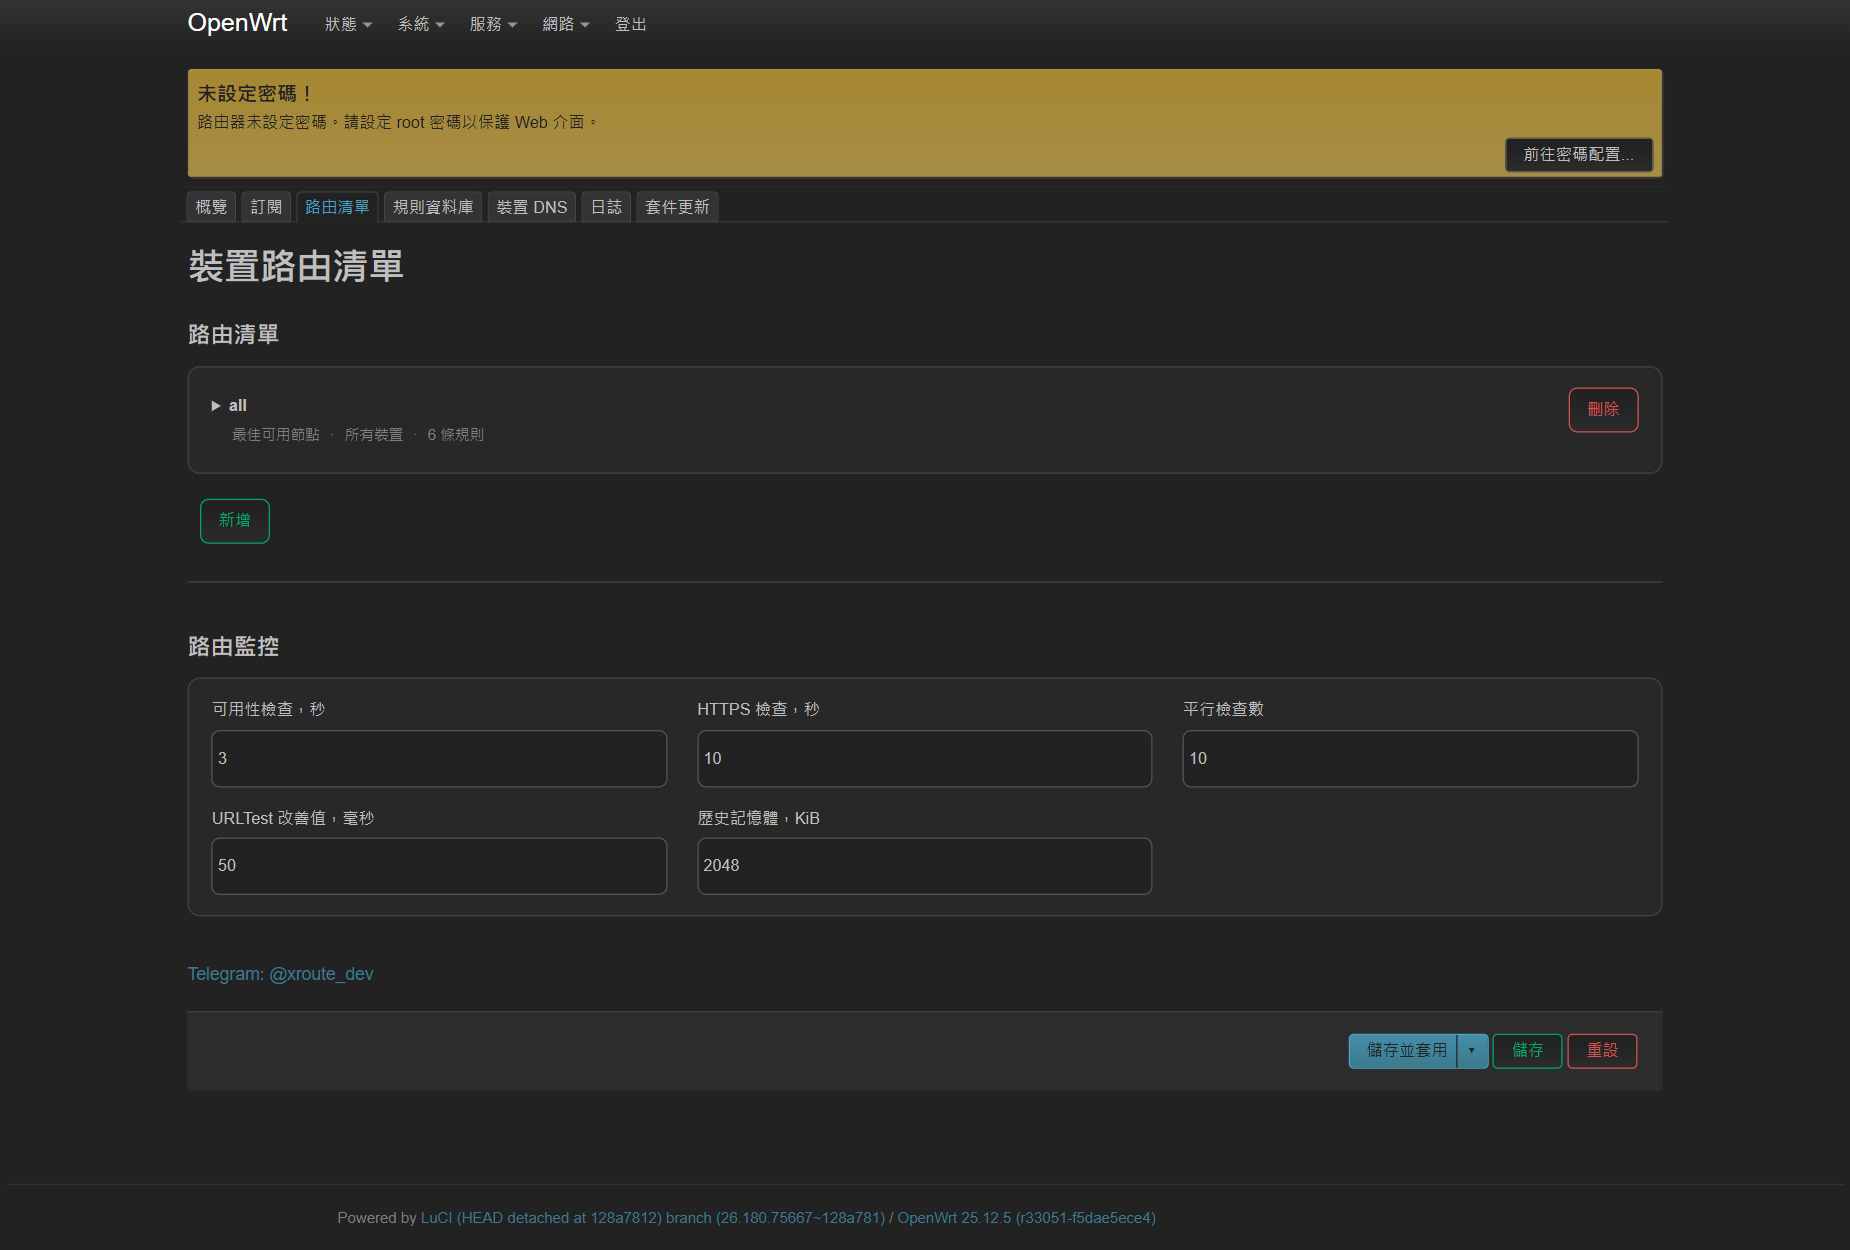 OpenWrt 狀態 系統 服務 網路 登出
未設定密碼！
路由器未設定密碼。請設定 root 密碼以保護 Web 介面。
前往密碼配置...
概覽 訂閱 路由清單 規則資料庫 裝置 DNS 日誌 套件更新
裝置路由清單
路由清單
all
刪除
最佳可用節點 · 所有裝置 · 6 條規則
新增
路由監控
可用性檢查，秒 HTTPS 檢查，秒 平行檢查數
3 10 10
URLTest 改善值，毫秒 歷史記憶體，KiB
50 2048
Telegram: @xroute_dev
儲存並套用 儲存 重設
Powered by LuCI (HEAD detached at 128a7812) branch (26.180.75667~128a781) / OpenWrt 25.12.5 (r33051-f5dae5ece4)